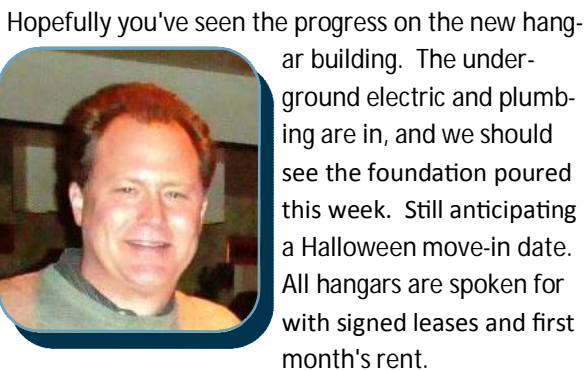 Hopefully you've seen the progress on the new hang-
ar building.  The under-
ground electric and plumb-
ing are in, and we should
see the foundation poured
this week.  Still anticipating
a Halloween move-in date.
All hangars are spoken for
with signed leases and first
month's rent.